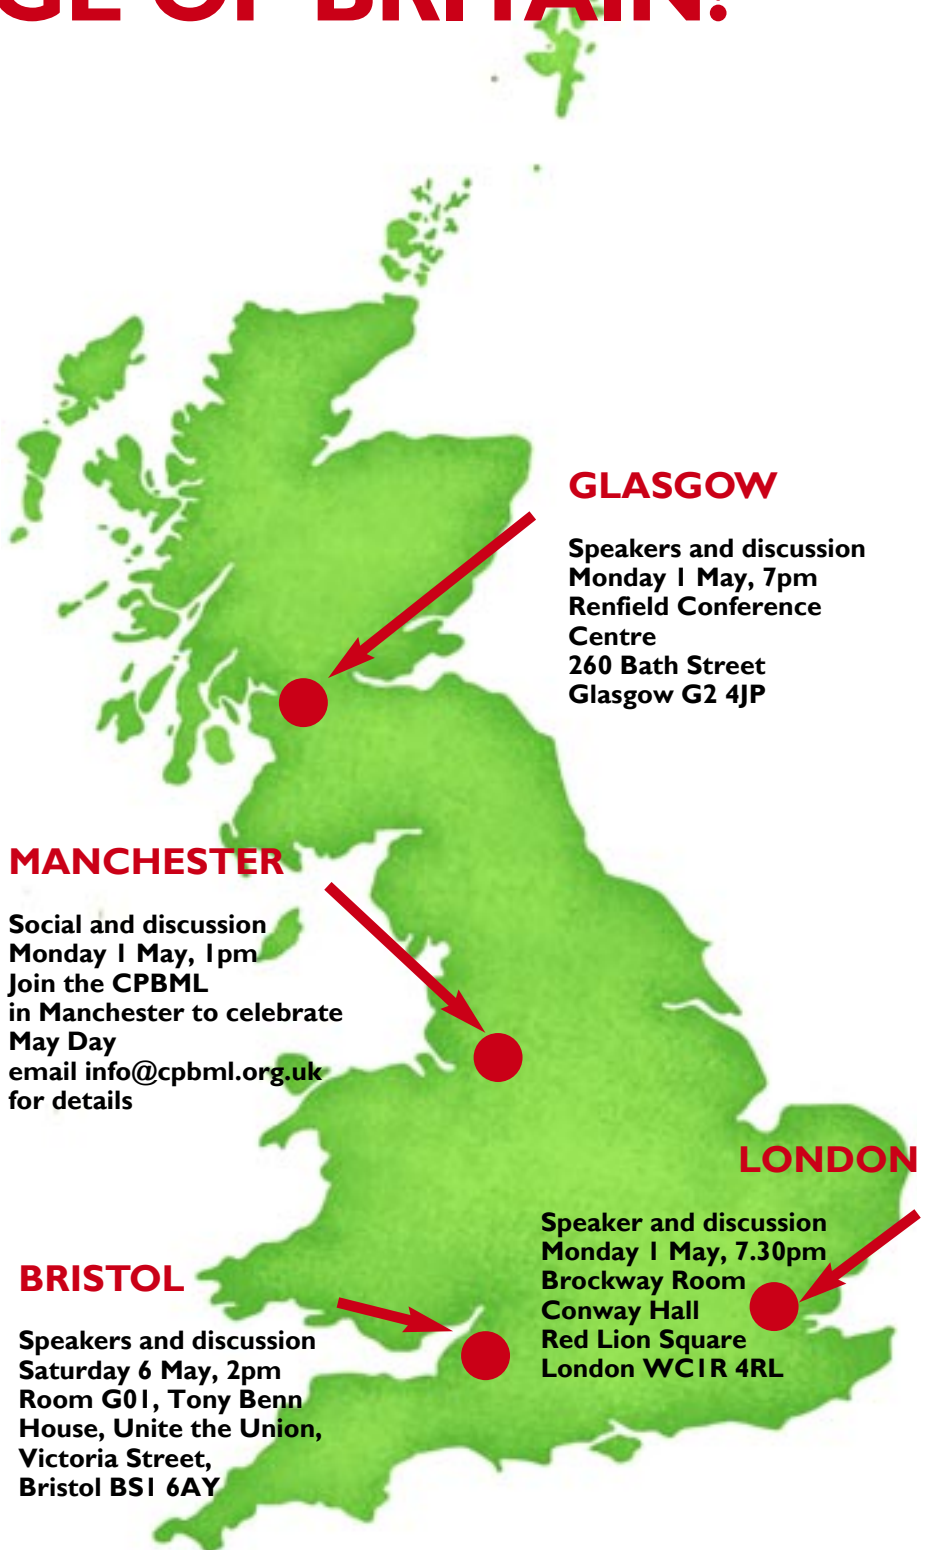 GE OF BRITAIN!
GLASGOW
Speakers and discussion
Monday 1 May, 7pm
Renfield Conference
Centre
260 Bath Street
Glasgow G2 4JP
MANCHESTER
Social and discussion
Monday 1 May, 1pm
Join the CPBML
in Manchester to celebrate
May Day
email info@cpbml.org.uk
for details
LONDON
Speaker and discussion
Monday 1 May, 7.30pm
Brockway Room
Conway Hall
Red Lion Square
London WC1R 4RL
BRISTOL
Speakers and discussion
Saturday 6 May, 2pm
Room G01, Tony Benn
House, Unite the Union,
Victoria Street,
Bristol BS1 6AY